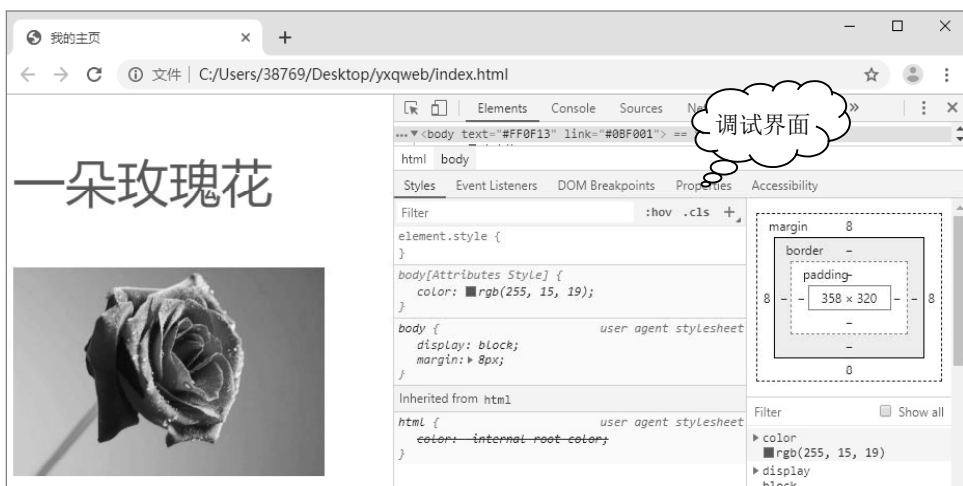 我的主页
文件 C:/Users/38769/Desktop/yxqweb/index.html
一朵玫瑰花
Elements Console Sources
调试界面
<body text="#FF0F13" link="#0BF001"> ==
html body
Styles Event Listeners DOM Breakpoints Properties Accessibility
Filter :hov .cls +
element.style {
}
body[Attributes Style] {
color: rgb(255, 15, 19);
}
body { user agent stylesheet
display: block;
margin: 8px;
}
Inherited from html
html { user agent stylesheet
color: -internal-root-color;
}
margin 8
border –
padding –
8 – – 358 × 320 – – 8
–
–
8
Filter Show all
color
rgb(255, 15, 19)
display
block